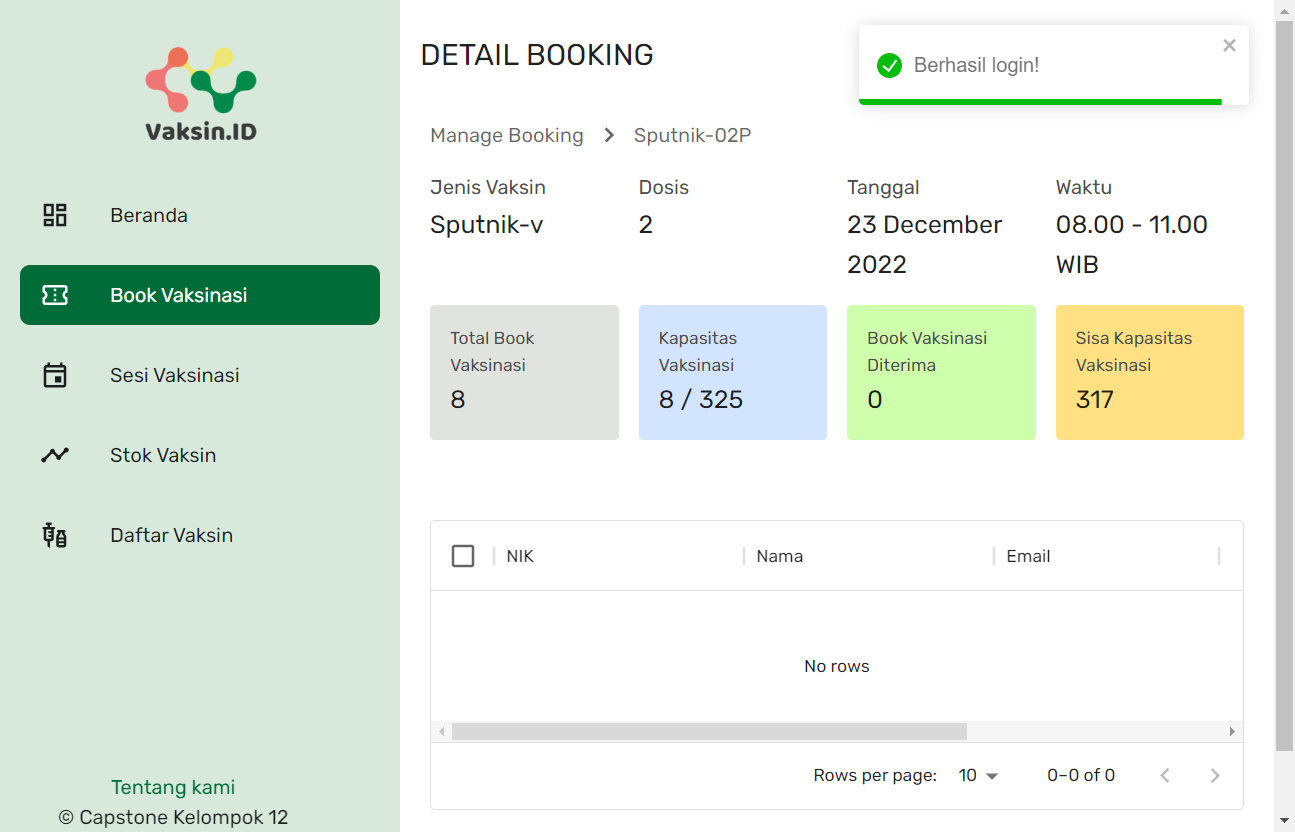 Vaksin.ID
Beranda
Book Vaksinasi
Sesi Vaksinasi
Stok Vaksin
Daftar Vaksin
Tentang kami
© Capstone Kelompok 12
DETAIL BOOKING
Berhasil login!
Manage Booking
Sputnik-02P
Jenis Vaksin
Sputnik-v
Dosis
2
Tanggal
23 December
2022
Waktu
08.00 - 11.00
WIB
Total Book
Vaksinasi
8
Kapasitas
Vaksinasi
8 / 325
Book Vaksinasi
Diterima
0
Sisa Kapasitas
Vaksinasi
317
NIK
Nama
Email
No rows
Rows per page: 10
0–0 of 0